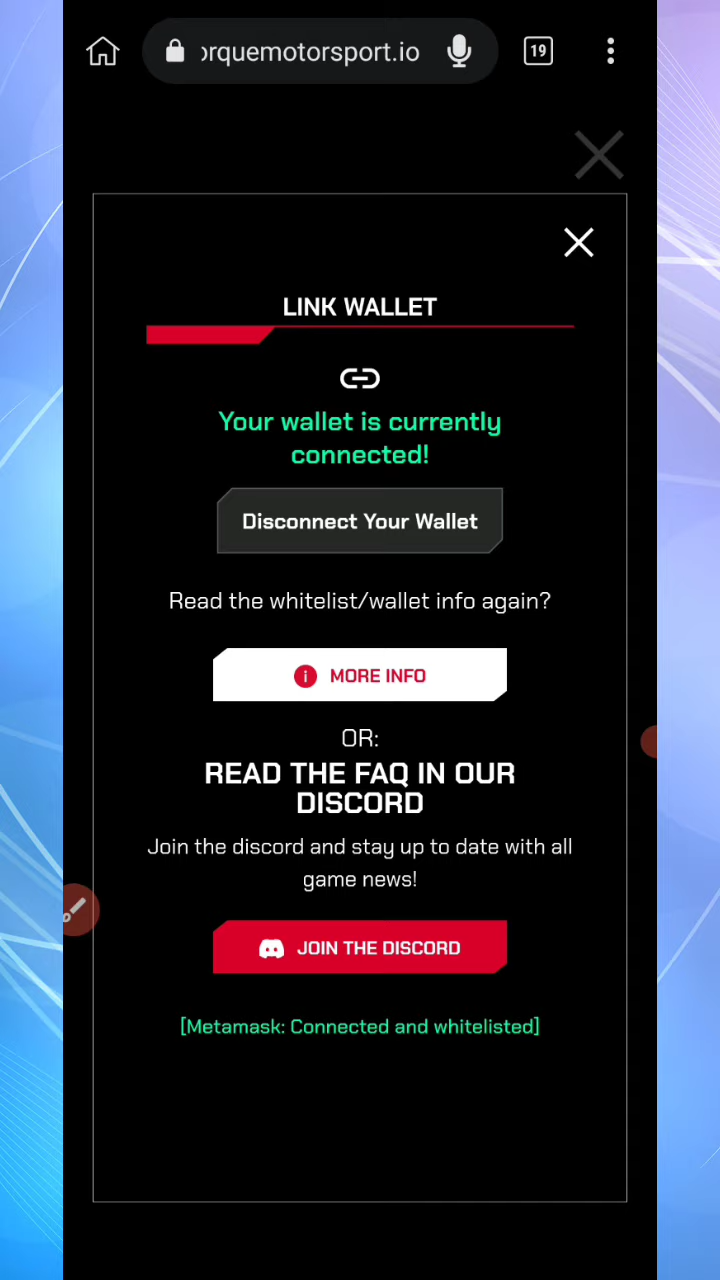 orquemotorsport.io
19
LINK WALLET
Your wallet is currently
connected!
Disconnect Your Wallet
Read the whitelist/wallet info again?
i MORE INFO
OR:
READ THE FAQ IN OUR
DISCORD
Join the discord and stay up to date with all
game news!
JOIN THE DISCORD
[Metamask: Connected and whitelisted]